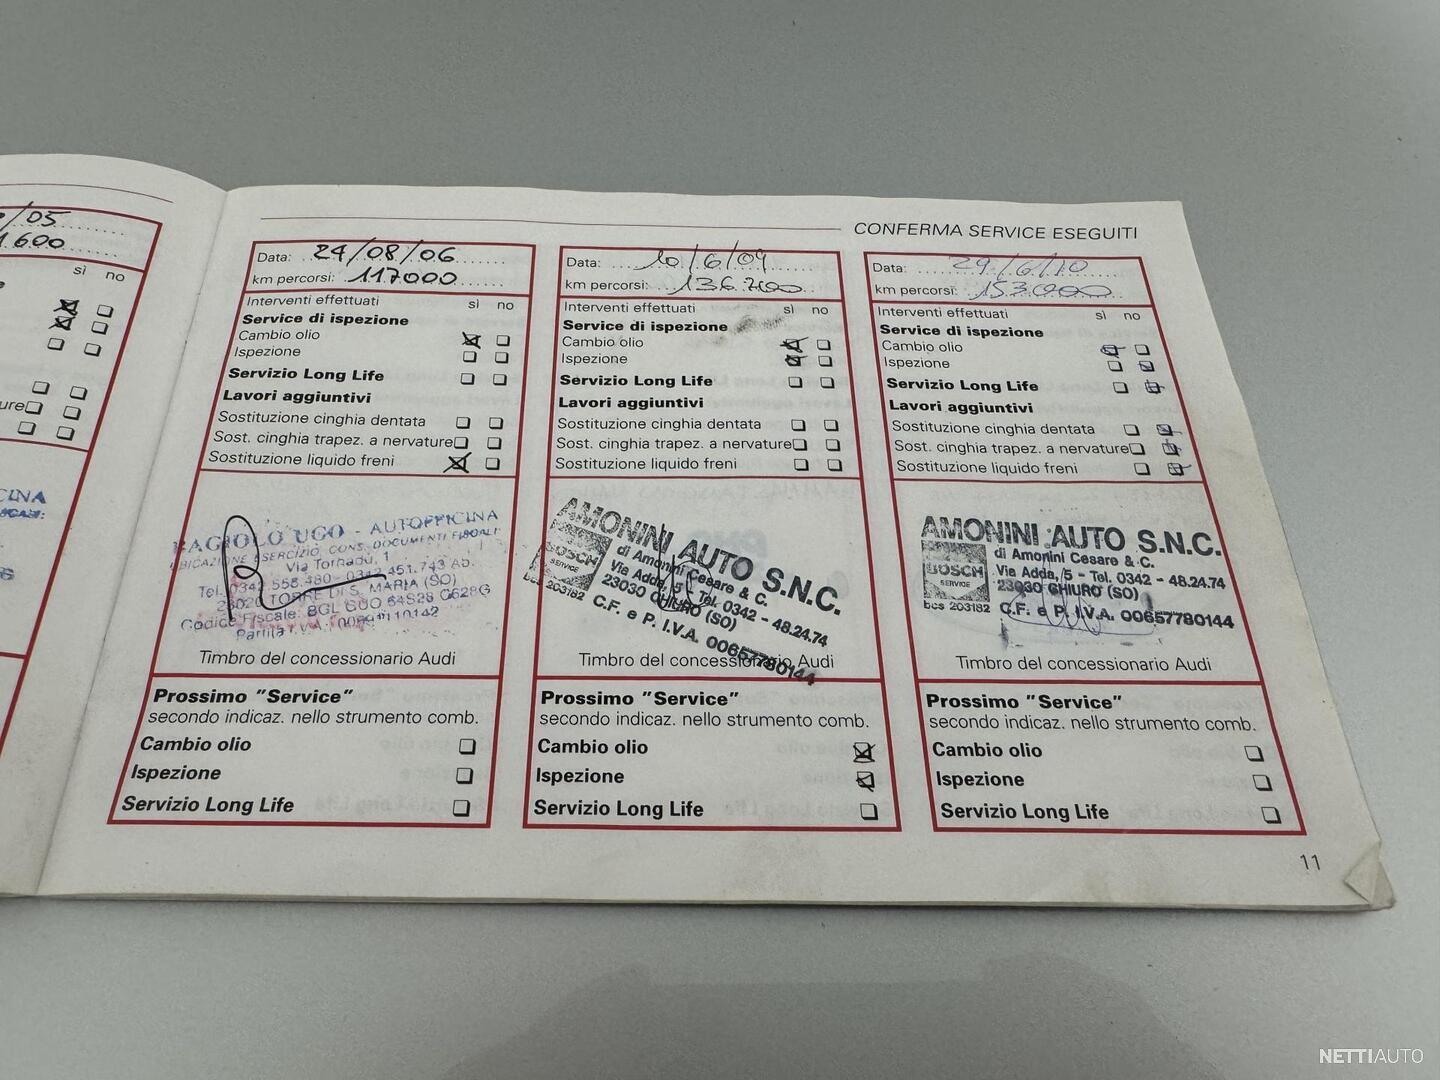 /05
1600
sì no
CONFERMA SERVICE ESEGUITI
Data: 24/08/06
km percorsi: 117000
Interventi effettuati sì no
Service di ispezione
Cambio olio
Ispezione
Servizio Long Life
Lavori aggiuntivi
Sostituzione cinghia dentata
Sost. cinghia trapez. a nervature
Sostituzione liquido freni
UGO - AUTOFFICINA
Via Tornadù, 1
TORRE DI S. MARIA (SO)
Timbro del concessionario Audi
Prossimo "Service"
secondo indicaz. nello strumento comb.
Cambio olio
Ispezione
Servizio Long Life
Data: 10/6/09
km percorsi: 136.700
Interventi effettuati sì no
Service di ispezione
Cambio olio
Ispezione
Servizio Long Life
Lavori aggiuntivi
Sostituzione cinghia dentata
Sost. cinghia trapez. a nervature
Sostituzione liquido freni
AMONINI AUTO S.N.C.
di Amonini Cesare & C.
Via Adda, 5 - Tel. 0342 - 48.24.74
23030 CHIURO (SO)
C.F. e P. I.V.A. 00657780144
BOSCH
SERVICE
bcs 203182
Timbro del concessionario Audi
Prossimo "Service"
secondo indicaz. nello strumento comb.
Cambio olio
Ispezione
Servizio Long Life
Data: 29/6/10
km percorsi: 153.000
Interventi effettuati sì no
Service di ispezione
Cambio olio
Ispezione
Servizio Long Life
Lavori aggiuntivi
Sostituzione cinghia dentata
Sost. cinghia trapez. a nervature
Sostituzione liquido freni
AMONINI AUTO S.N.C.
di Amonini Cesare & C.
Via Adda, 5 - Tel. 0342 - 48.24.74
23030 CHIURO (SO)
C.F. e P. I.V.A. 00657780144
BOSCH
SERVICE
bcs 203182
Timbro del concessionario Audi
Prossimo "Service"
secondo indicaz. nello strumento comb.
Cambio olio
Ispezione
Servizio Long Life
11
NETTIAUTO